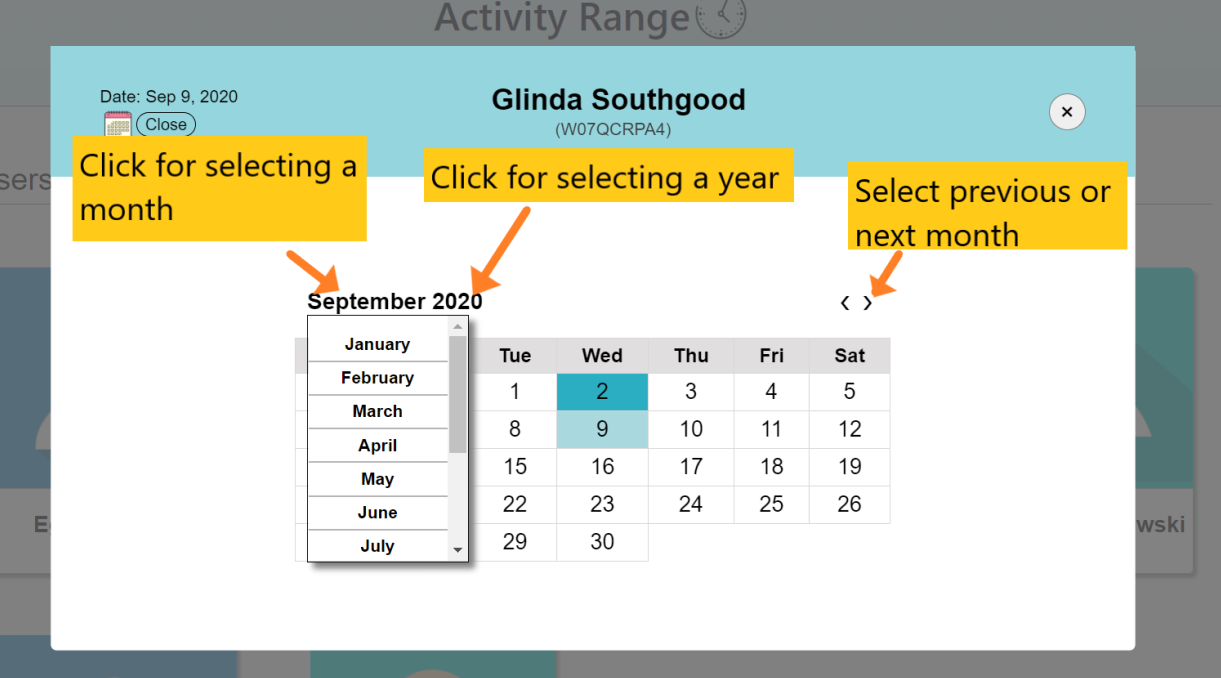 Activity Range
Date: Sep 9, 2020
Close
Glinda Southgood
(W07QCRPA4)
×
Click for selecting a
month
Click for selecting a year
Select previous or
next month
sers
September 2020
‹ ›
January
February
March
April
May
June
July
Tue Wed Thu Fri Sat
1 2 3 4 5
8 9 10 11 12
15 16 17 18 19
22 23 24 25 26
29 30
E
wski